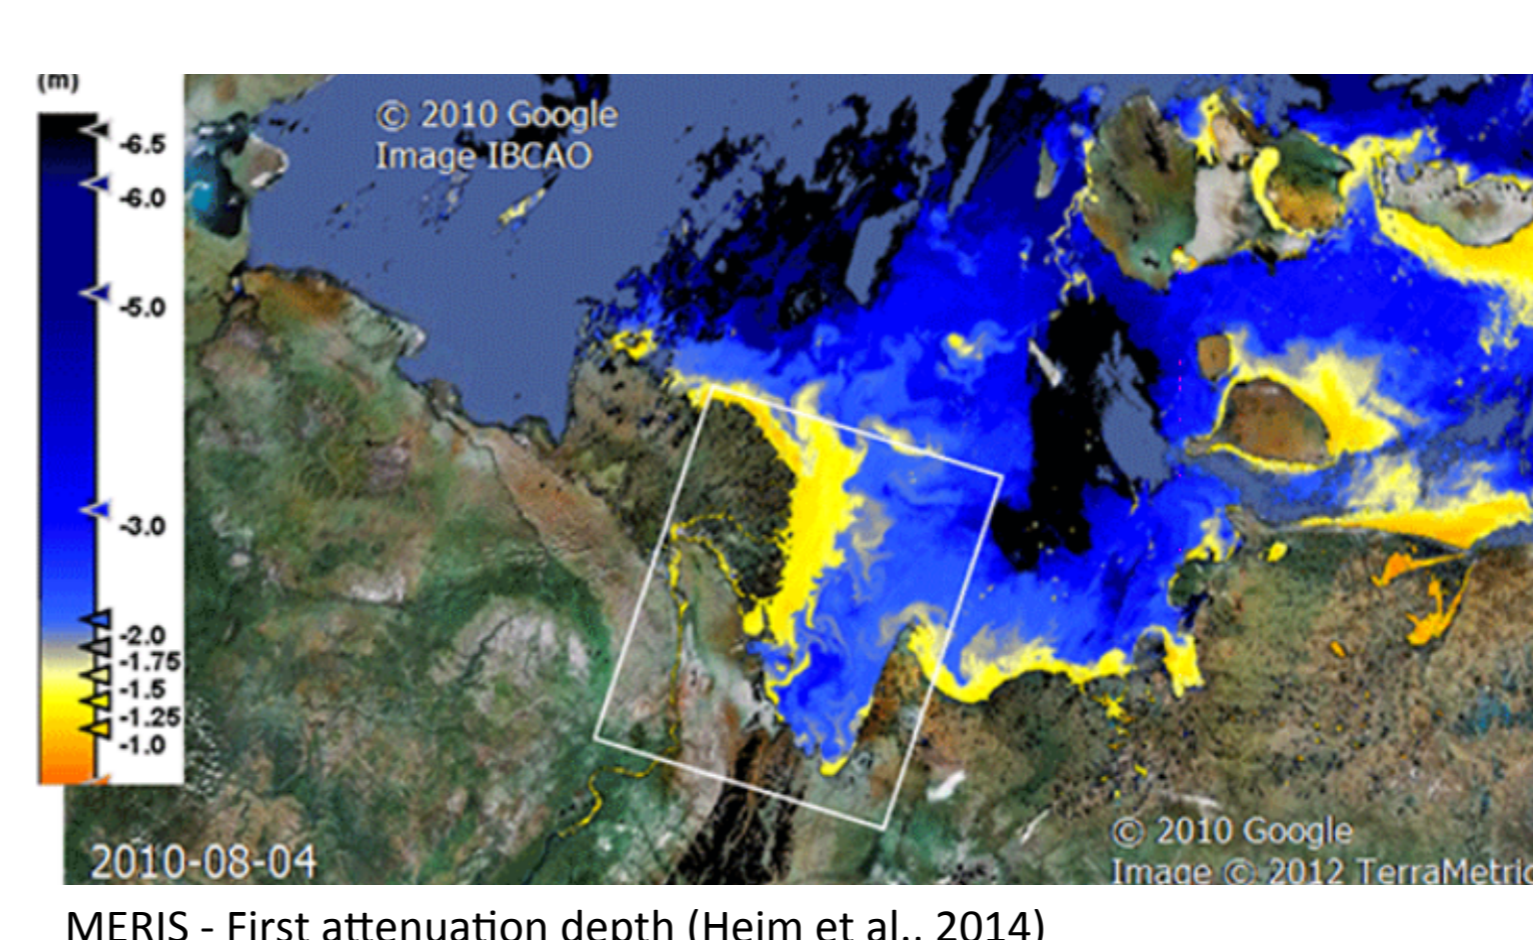 (m)
© 2010 Google
Image IBCAO
-6.5
-6.0
-5.0
-3.0
-2.0
-1.75
-1.5
-1.25
-1.0
© 2010 Google
Image © 2012 TerraMetric
2010-08-04
MERIS - First attenuation depth (Heim et al., 2014)